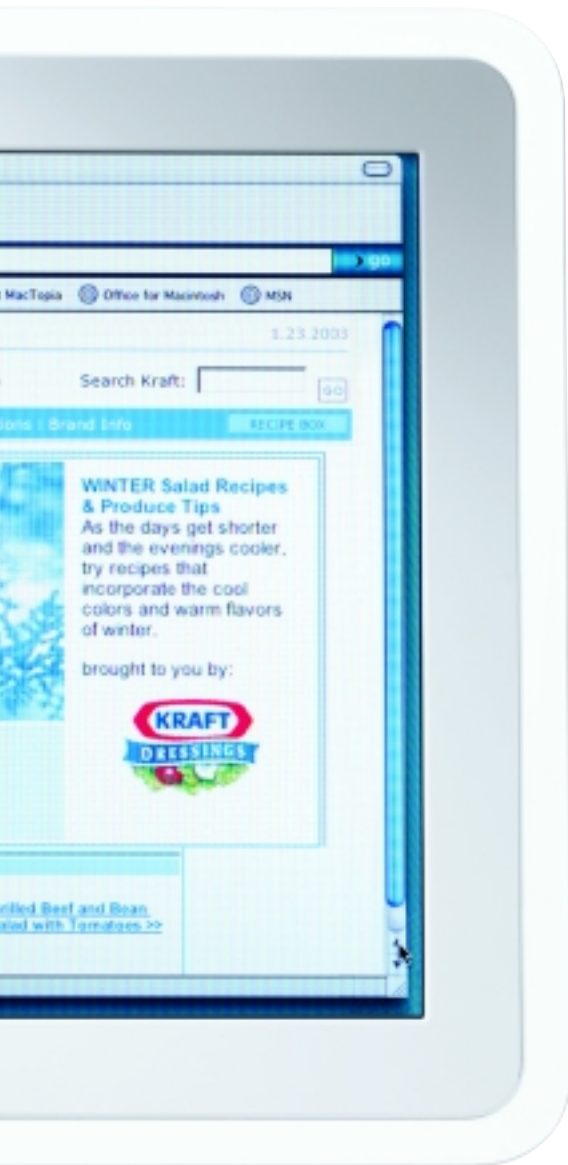 go
MacTopia Office for Macintosh MSN
1.23.2003
Search Kraft:
GO
ions | Brand Info RECIPE BOX
WINTER Salad Recipes
& Produce Tips
As the days get shorter
and the evenings cooler,
try recipes that
incorporate the cool
colors and warm flavors
of winter.
brought to you by:
KRAFT
DRESSINGS
rilled Beef and Bean
alad with Tomatoes >>